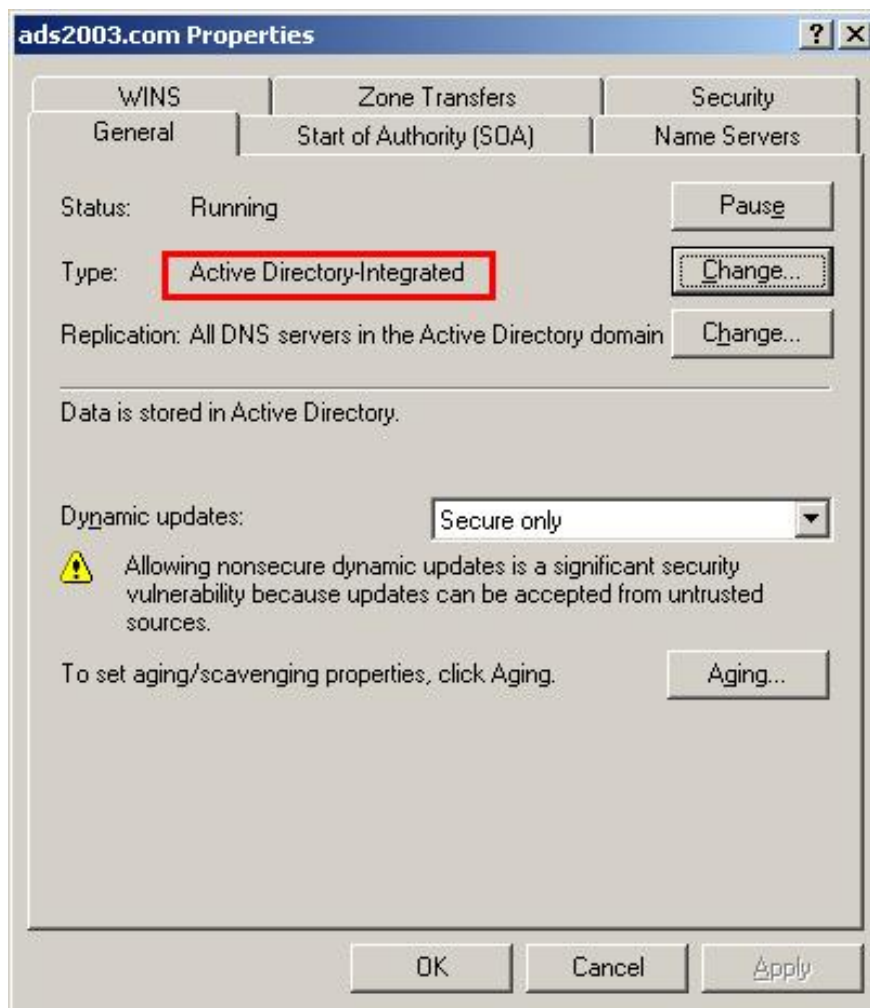 ads2003.com Properties
WINS
Zone Transfers
Security
General
Start of Authority (SOA)
Name Servers
Status: Running
Pause
Type: Active Directory-Integrated
Change...
Replication: All DNS servers in the Active Directory domain
Change...
Data is stored in Active Directory.
Dynamic updates:
Secure only
Allowing nonsecure dynamic updates is a significant security
vulnerability because updates can be accepted from untrusted
sources.
To set aging/scavenging properties, click Aging.
Aging...
OK
Cancel
Apply